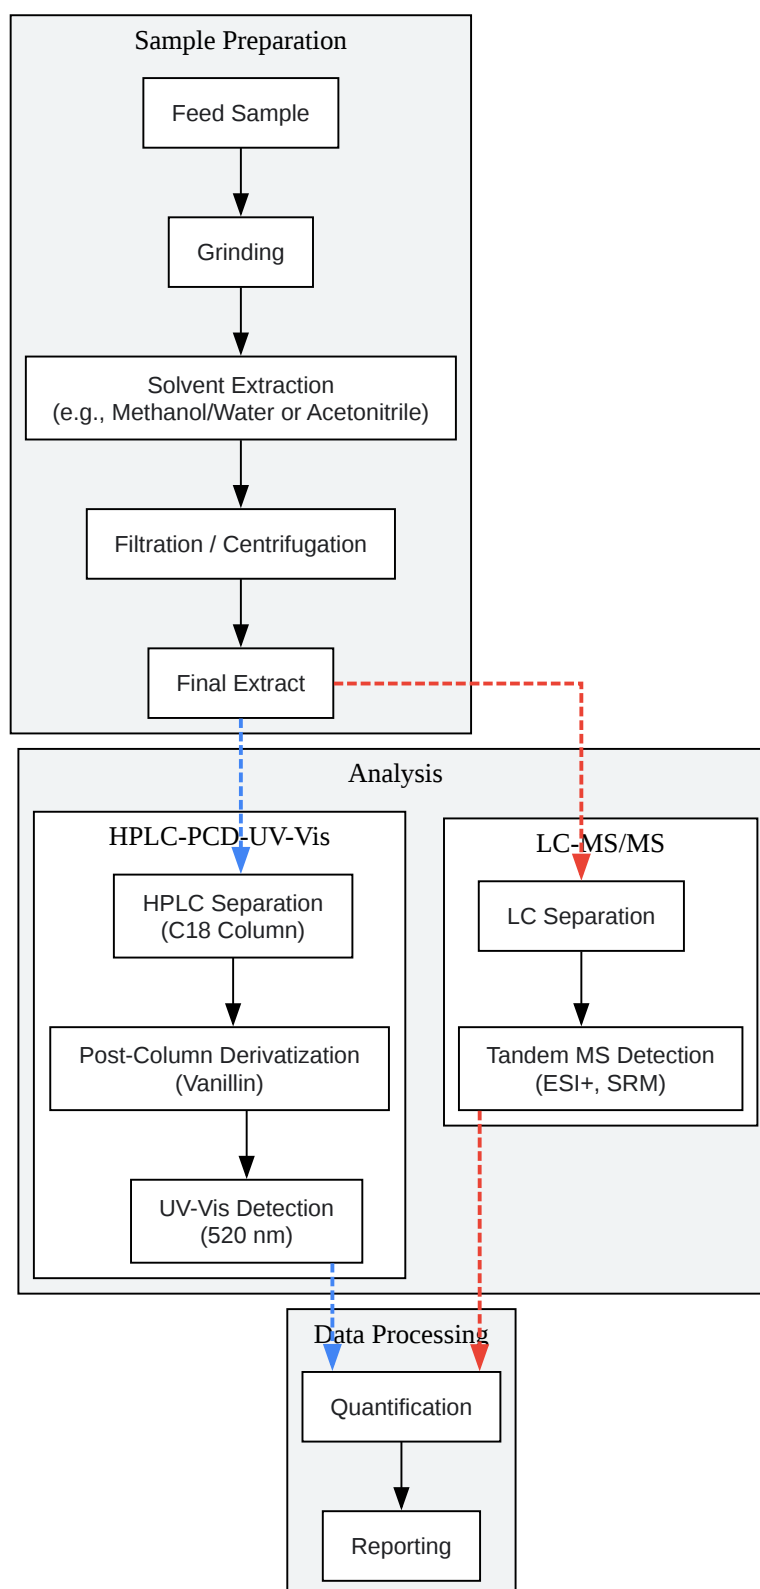 Sample Preparation
Feed Sample
Grinding
Solvent Extraction
(e.g., Methanol/Water or Acetonitrile)
Filtration / Centrifugation
Final Extract
Analysis
HPLC-PCD-UV-Vis
HPLC Separation
(C18 Column)
Post-Column Derivatization
(Vanillin)
UV-Vis Detection
(520 nm)
LC-MS/MS
LC Separation
Tandem MS Detection
(ESI+, SRM)
Data Processing
Quantification
Reporting